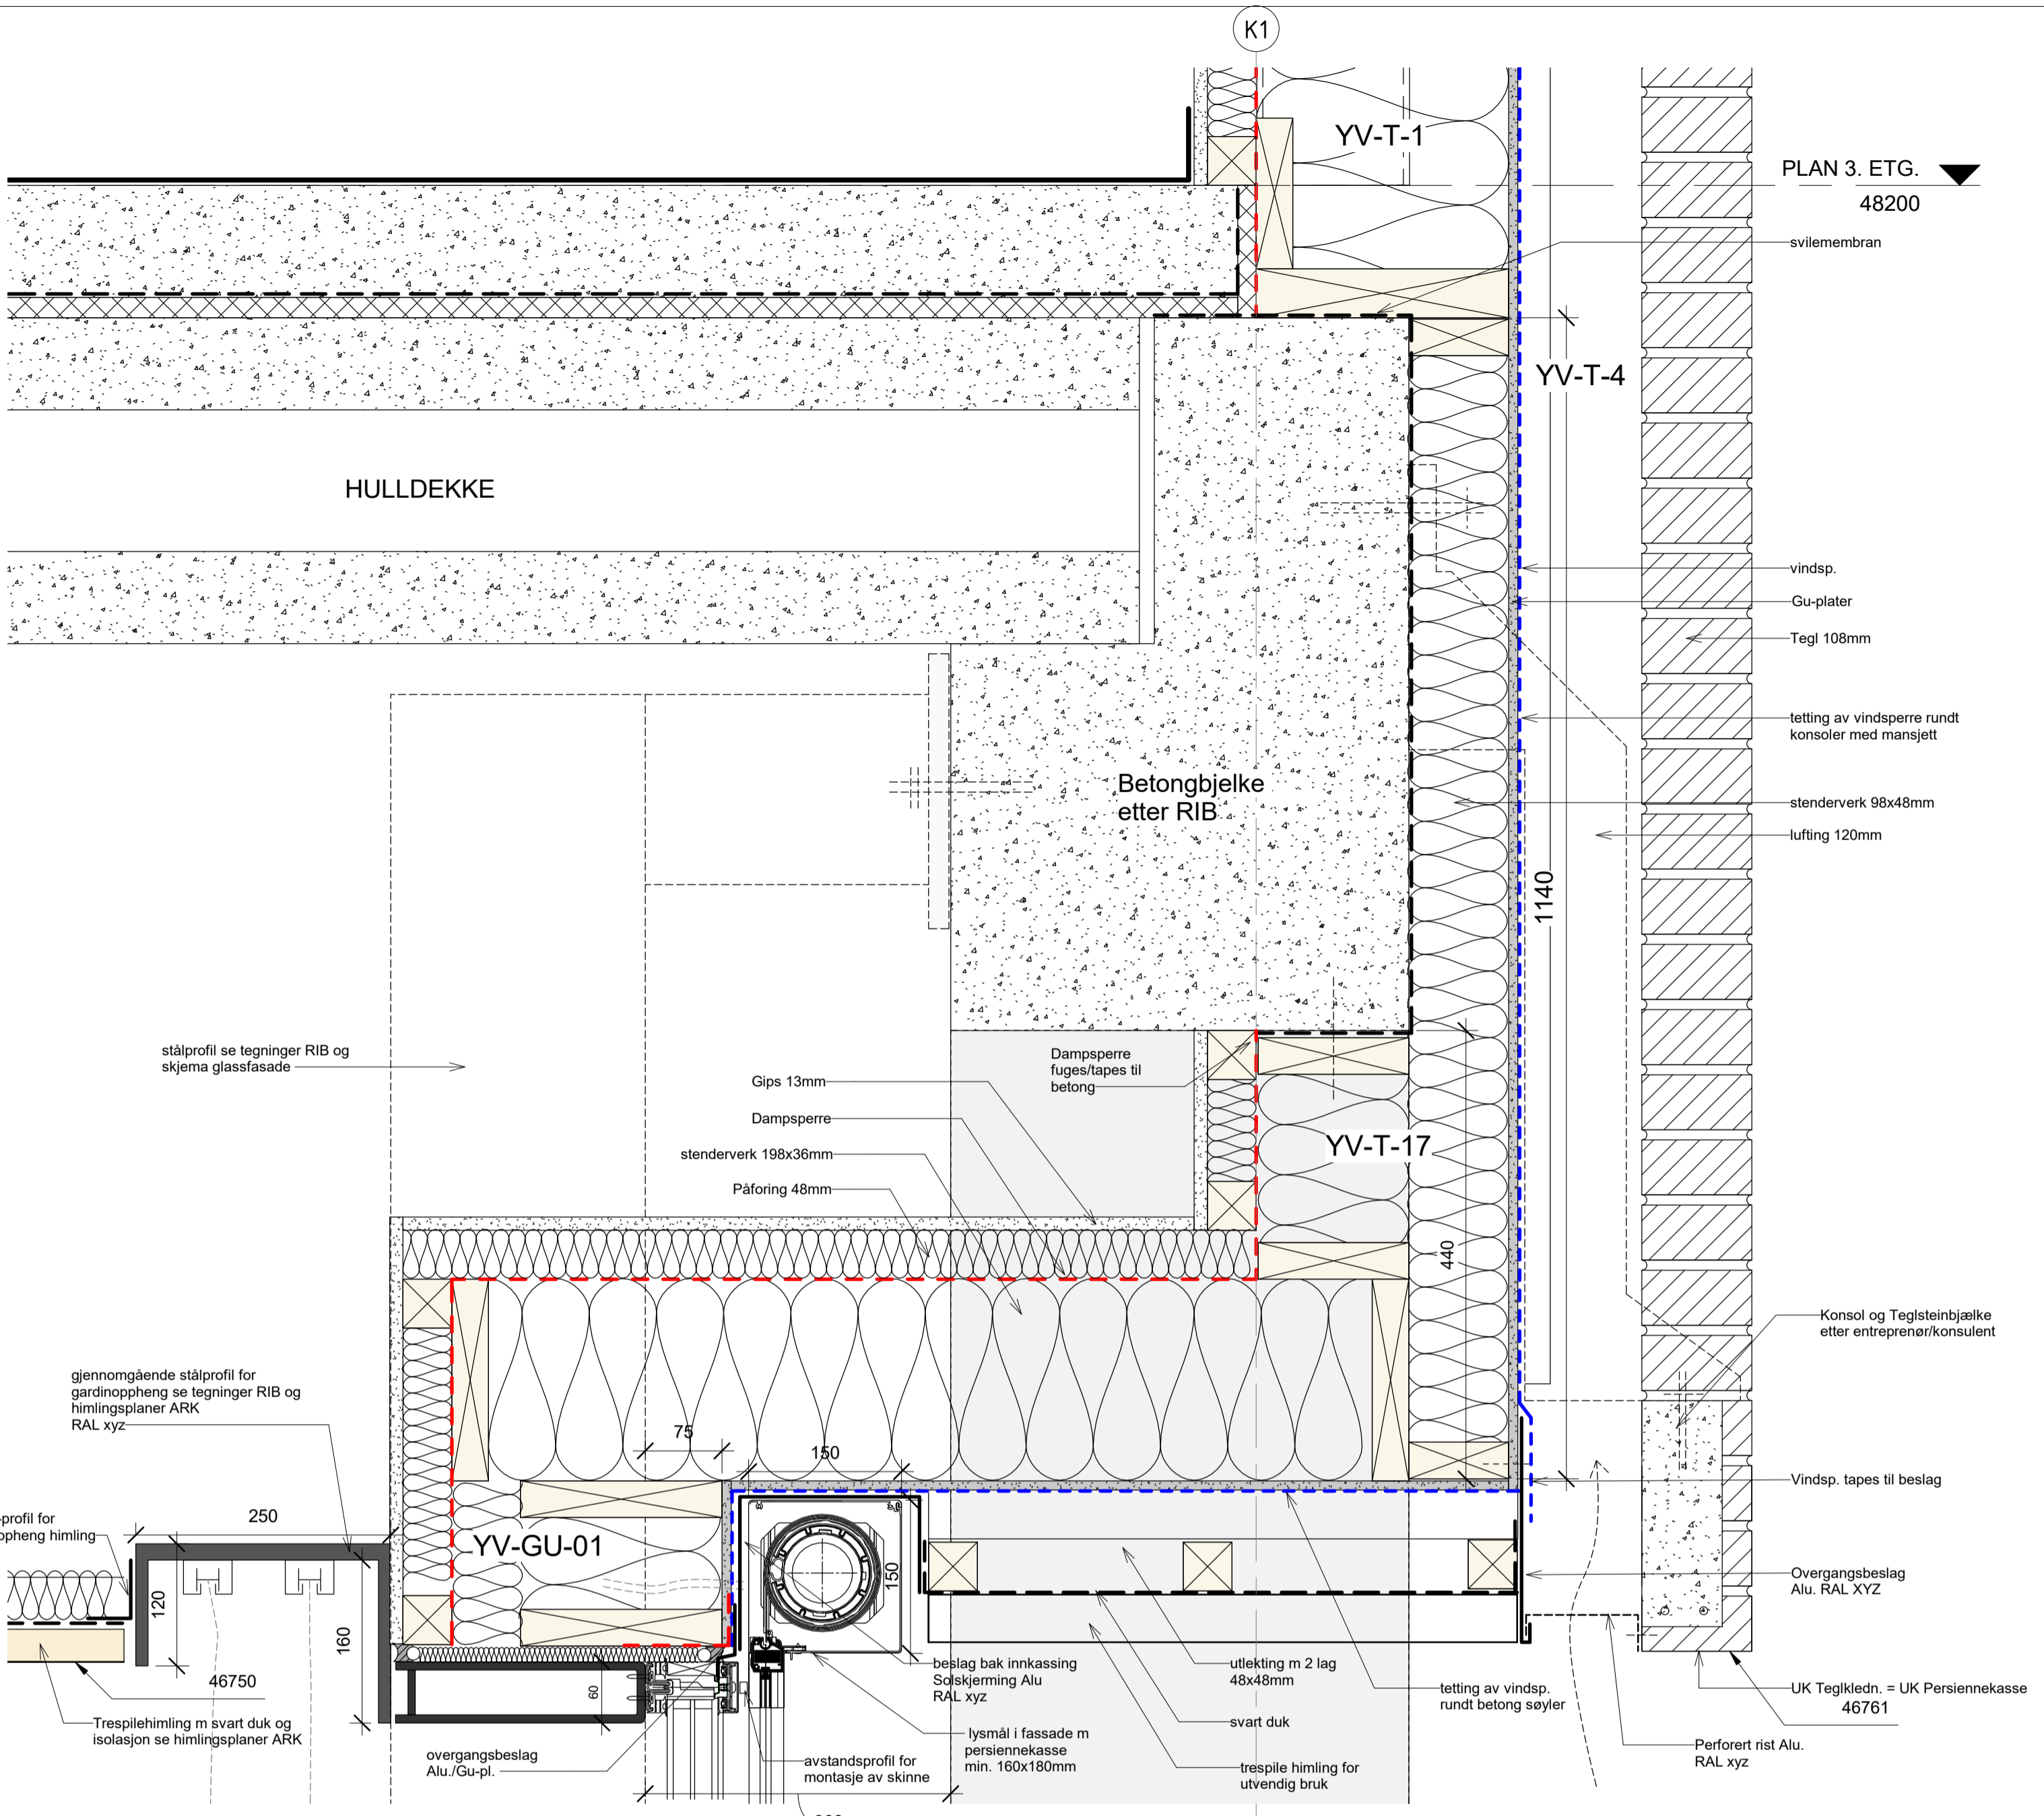 K1
YV-T-1
PLAN 3. ETG.
48200
svilemembran
YV-T-4
HULLDEKKE
vindsp.
Gu-plater
Tegl 108mm
tetting av vindsperre rundt
konsoler med mansjett
Betongbjelke
etter RIB
stenderverk 98x48mm
lufting 120mm
1140
stålprofil se tegninger RIB og
skjema glassfasade
Dampsperre
fuges/tapes til
betong
Gips 13mm
Dampsperre
stenderverk 198x36mm
Påforing 48mm
YV-T-17
440
Konsol og Teglsteinbjælke
etter entreprenør/konsulent
gjennomgående stålprofil for
gardinoppheng se tegninger RIB og
himlingsplaner ARK
RAL xyz
75
150
Vindsp. tapes til beslag
250
-profil for
ppheng himling
YV-GU-01
150
Overgangsbeslag
Alu. RAL XYZ
120
160
46750
60
beslag bak innkassing
Solskjerming Alu
RAL xyz
utlekting m 2 lag
48x48mm
tetting av vindsp.
rundt betong søyler
UK Teglkledn. = UK Persiennekasse
46761
Trespilehimling m svart duk og
isolasjon se himlingsplaner ARK
svart duk
lysmål i fassade m
persiennekasse
min. 160x180mm
overgangsbeslag
Alu./Gu-pl.
avstandsprofil for
montasje av skinne
trespile himling for
utvendig bruk
Perforert rist Alu.
RAL xyz